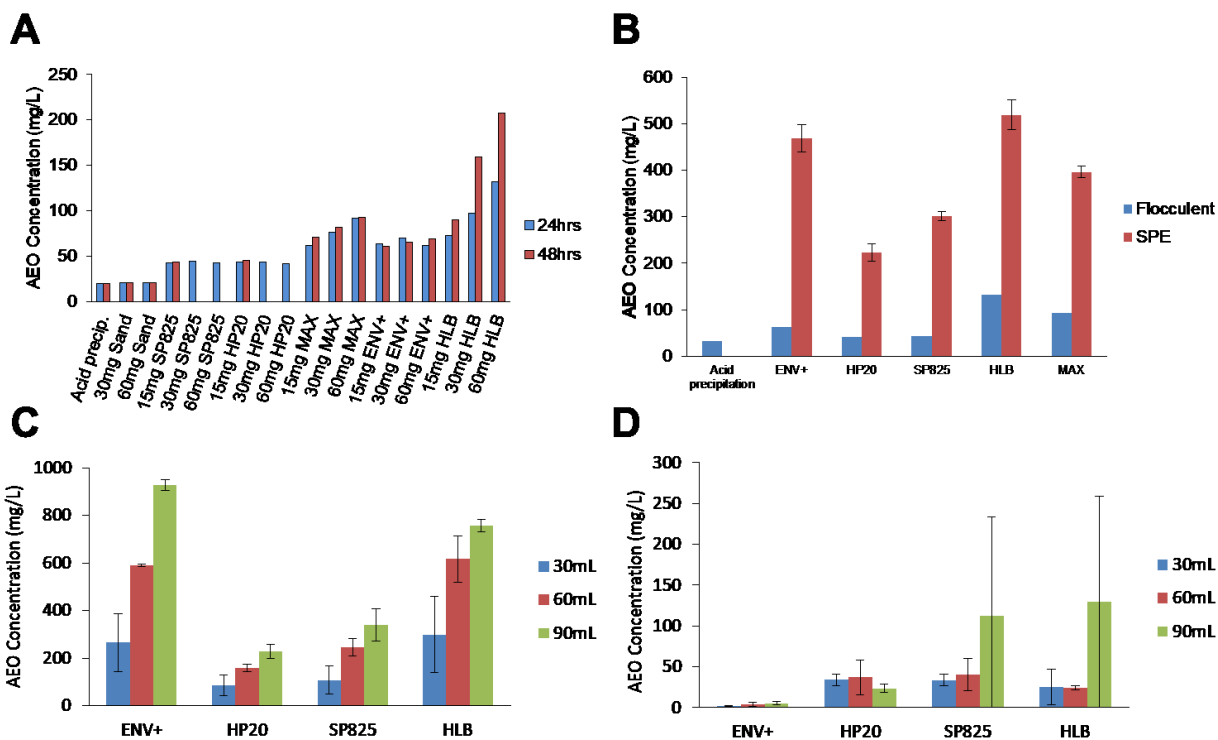 A
AEO Concentration (mg/L)
250
200
150
100
50
0
Acid precip.
30mg Sand
60mg Sand
15mg SP825
30mg SP825
60mg SP825
15mg HP20
30mg HP20
60mg HP20
15mg MAX
30mg MAX
60mg MAX
15mg ENV+
30mg ENV+
60mg ENV+
15mg HLB
30mg HLB
60mg HLB
24hrs
48hrs
B
AEO Concentration (mg/L)
600
500
400
300
200
100
0
Acid
precipitation
ENV+
HP20
SP825
HLB
MAX
Flocculent
SPE
C
AEO Concentration (mg/L)
1000
800
600
400
200
0
ENV+
HP20
SP825
HLB
30mL
60mL
90mL
D
AEO Concentration (mg/L)
300
250
200
150
100
50
0
ENV+
HP20
SP825
HLB
30mL
60mL
90mL